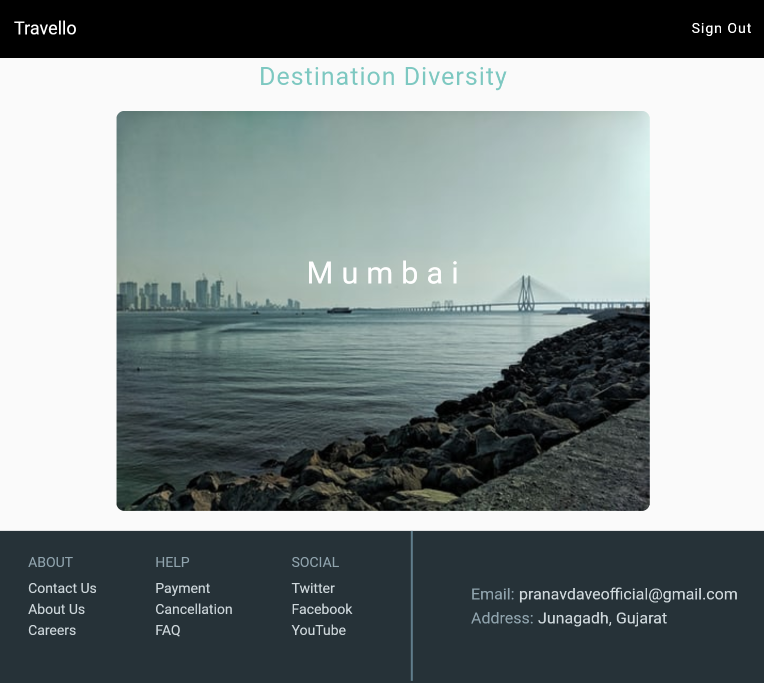 Travello
Sign Out
Destination Diversity
Mumbai
ABOUT
Contact Us
About Us
Careers
HELP
Payment
Cancellation
FAQ
SOCIAL
Twitter
Facebook
YouTube
Email: pranavdaveofficial@gmail.com
Address: Junagadh, Gujarat